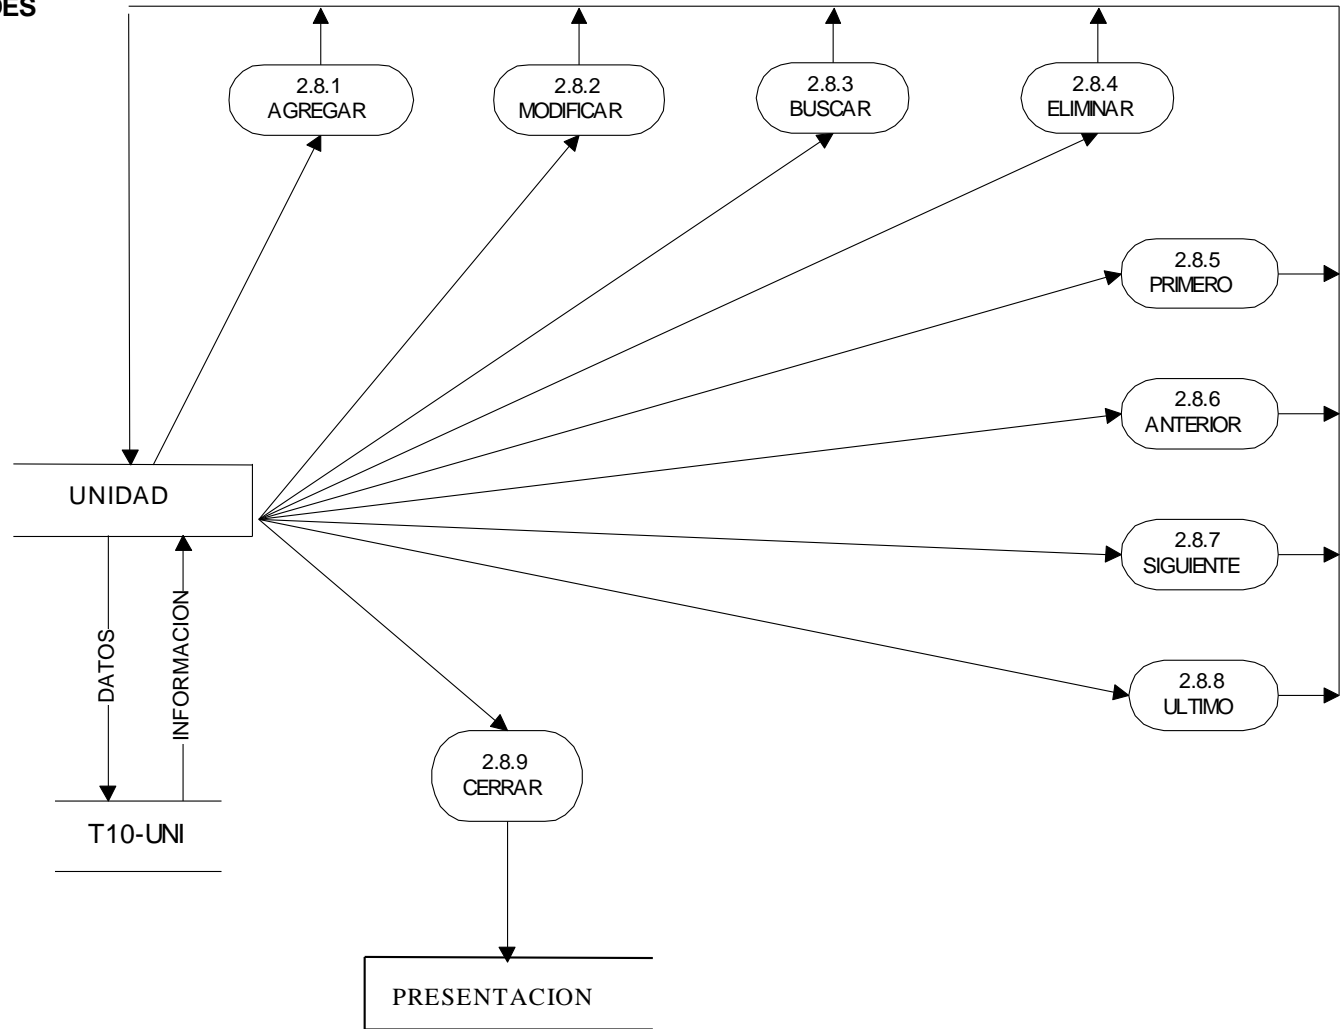 DES
2.8.1
AGREGAR
2.8.2
MODIFICAR
2.8.3
BUSCAR
2.8.4
ELIMINAR
2.8.5
PRIMERO
2.8.6
ANTERIOR
UNIDAD
2.8.7
SIGUIENTE
DATOS
INFORMACION
2.8.8
ULTIMO
2.8.9
CERRAR
T10-UNI
PRESENTACION